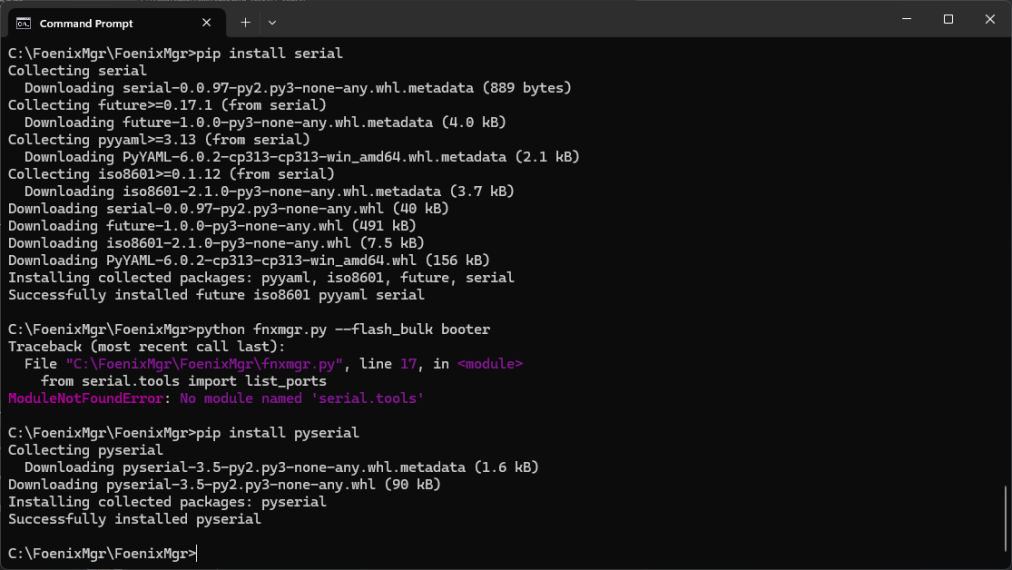 Command Prompt
C:\FoenixMgr\FoenixMgr>pip install serial
Collecting serial
  Downloading serial-0.0.97-py2.py3-none-any.whl.metadata (889 bytes)
Collecting future>=0.17.1 (from serial)
  Downloading future-1.0.0-py3-none-any.whl.metadata (4.0 kB)
Collecting pyyaml>=3.13 (from serial)
  Downloading PyYAML-6.0.2-cp313-cp313-win_amd64.whl.metadata (2.1 kB)
Collecting iso8601>=0.1.12 (from serial)
  Downloading iso8601-2.1.0-py3-none-any.whl.metadata (3.7 kB)
Downloading serial-0.0.97-py2.py3-none-any.whl (40 kB)
Downloading future-1.0.0-py3-none-any.whl (491 kB)
Downloading iso8601-2.1.0-py3-none-any.whl (7.5 kB)
Downloading PyYAML-6.0.2-cp313-cp313-win_amd64.whl (156 kB)
Installing collected packages: pyyaml, iso8601, future, serial
Successfully installed future iso8601 pyyaml serial
C:\FoenixMgr\FoenixMgr>python fnxmgr.py --flash_bulk booter
Traceback (most recent call last):
  File "C:\FoenixMgr\FoenixMgr\fnxmgr.py", line 17, in <module>
    from serial.tools import list_ports
ModuleNotFoundError: No module named 'serial.tools'
C:\FoenixMgr\FoenixMgr>pip install pyserial
Collecting pyserial
  Downloading pyserial-3.5-py2.py3-none-any.whl.metadata (1.6 kB)
Downloading pyserial-3.5-py2.py3-none-any.whl (90 kB)
Installing collected packages: pyserial
Successfully installed pyserial
C:\FoenixMgr\FoenixMgr>